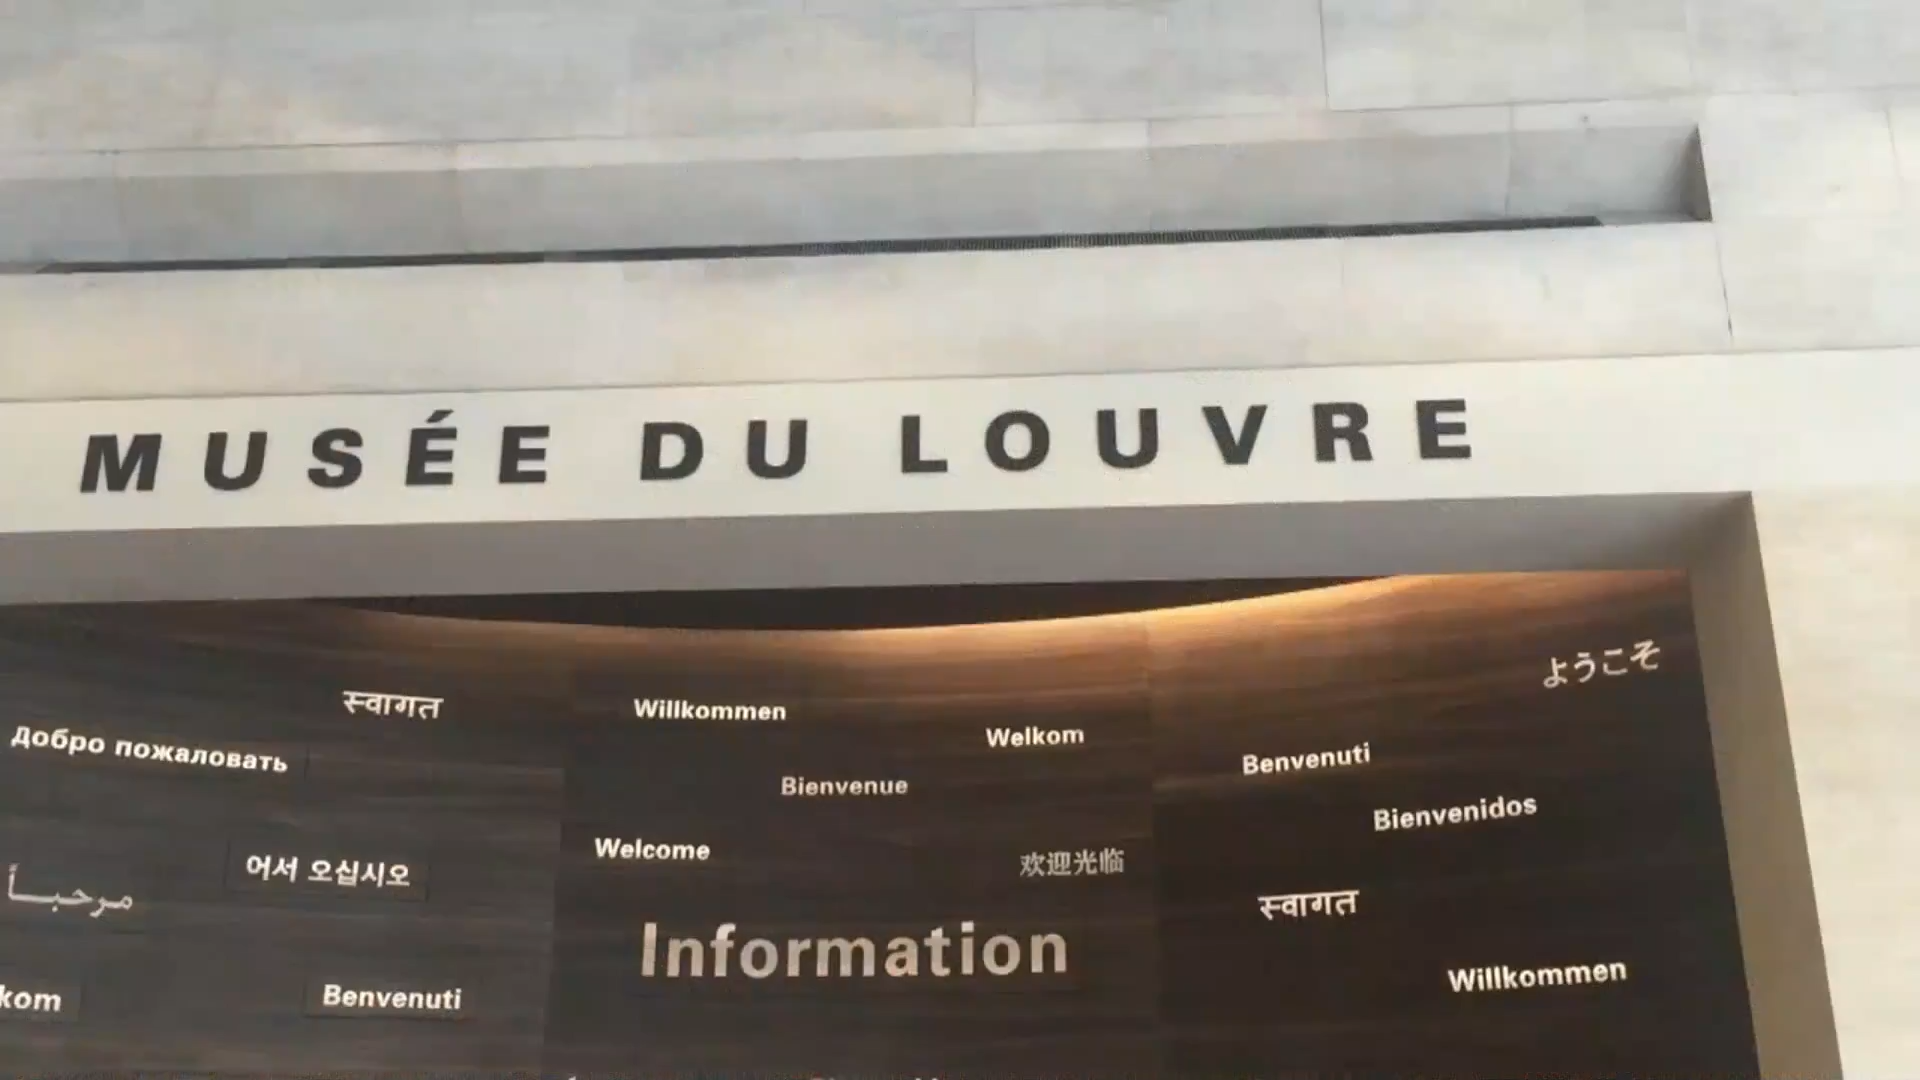 MUSÉE DU LOUVRE
स्वागत
Willkommen
Welkom
ようこそ
Добро пожаловать
Bienvenue
Benvenuti
Bienvenidos
어서 오십시오
Welcome
欢迎光临
مرحبـــاً
स्वागत
Information
Benvenuti
Willkommen